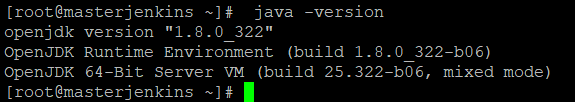 [root@masterjenkins ~]#  java -version
openjdk version "1.8.0_322"
OpenJDK Runtime Environment (build 1.8.0_322-b06)
OpenJDK 64-Bit Server VM (build 25.322-b06, mixed mode)
[root@masterjenkins ~]#